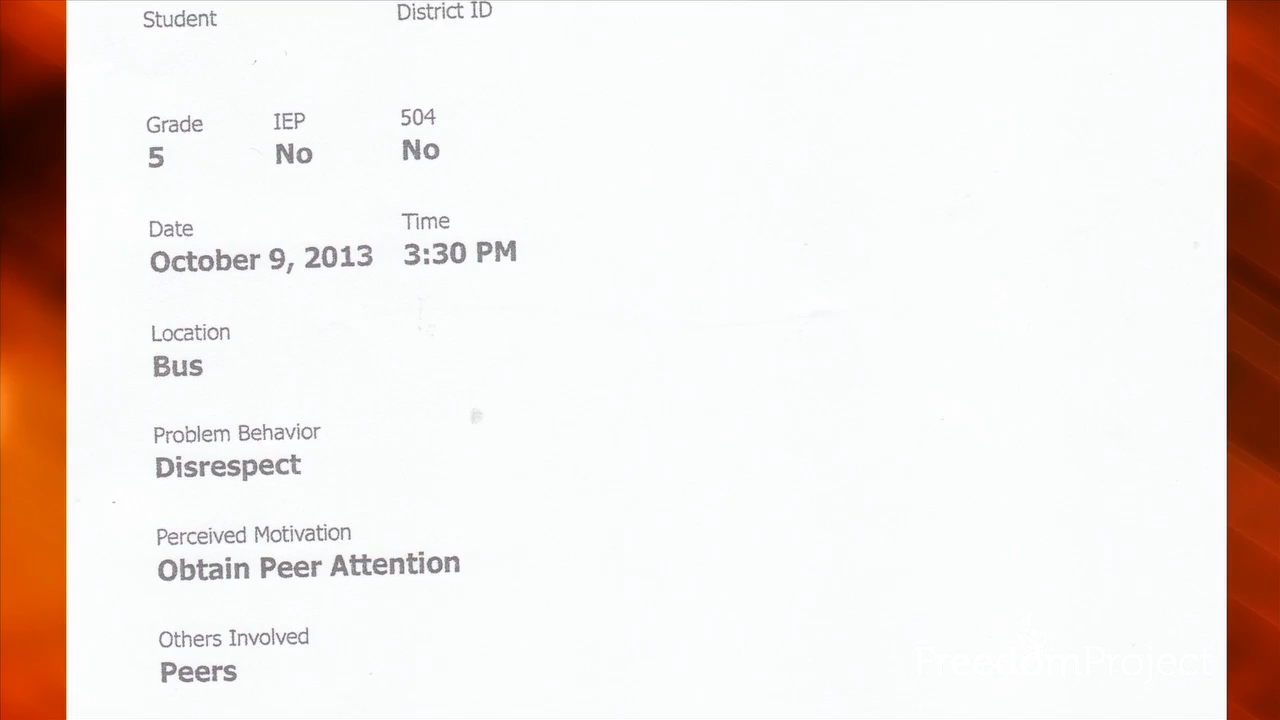 Student District ID
Grade IEP 504
5 No No
Date Time
October 9, 2013 3:30 PM
Location
Bus
Problem Behavior
Disrespect
Perceived Motivation
Obtain Peer Attention
Others Involved
Peers
FreedomProject